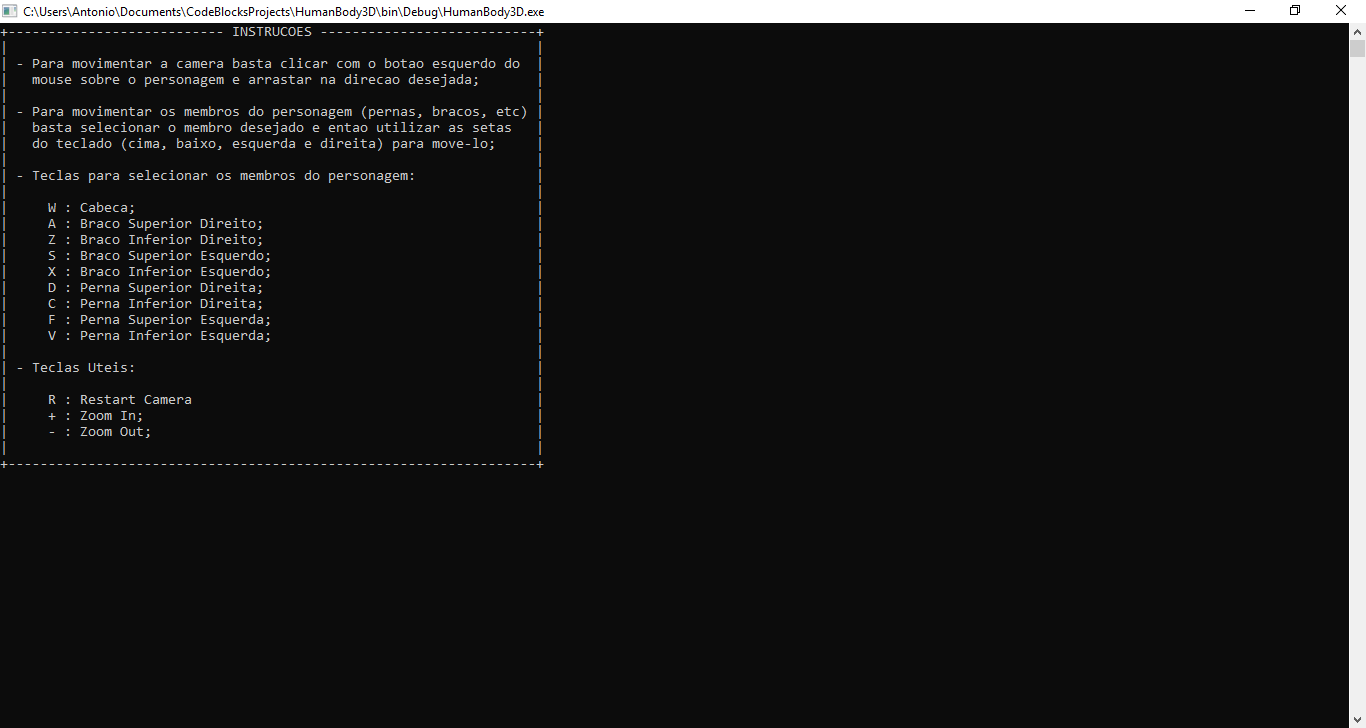 C:\Users\Antonio\Documents\CodeBlocksProjects\HumanBody3D\bin\Debug\HumanBody3D.exe
+--------------------------- INSTRUCOES ---------------------------+
- Para movimentar a camera basta clicar com o botao esquerdo do
mouse sobre o personagem e arrastar na direcao desejada;
- Para movimentar os membros do personagem (pernas, bracos, etc)
basta selecionar o membro desejado e entao utilizar as setas
do teclado (cima, baixo, esquerda e direita) para move-lo;
- Teclas para selecionar os membros do personagem:
W : Cabeca;
A : Braco Superior Direito;
Z : Braco Inferior Direito;
S : Braco Superior Esquerdo;
X : Braco Inferior Esquerdo;
D : Perna Superior Direita;
C : Perna Inferior Direita;
F : Perna Superior Esquerda;
V : Perna Inferior Esquerda;
- Teclas Uteis:
R : Restart Camera
+ : Zoom In;
- : Zoom Out;
+------------------------------------------------------------------+